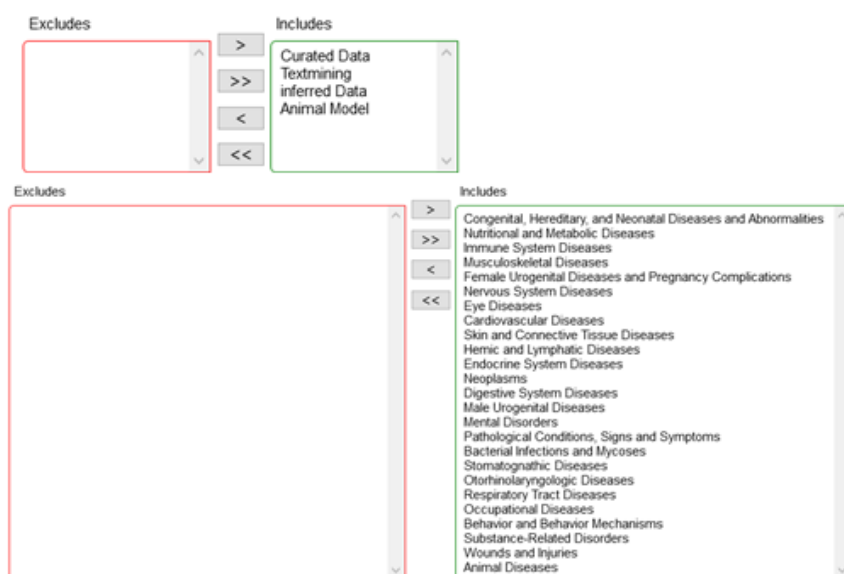 Excludes
Includes
>
>>
<
<<
Curated Data
Textmining
inferred Data
Animal Model
Excludes
Includes
>
>>
<
<<
Congenital, Hereditary, and Neonatal Diseases and Abnormalities
Nutritional and Metabolic Diseases
Immune System Diseases
Musculoskeletal Diseases
Female Urogenital Diseases and Pregnancy Complications
Nervous System Diseases
Eye Diseases
Cardiovascular Diseases
Skin and Connective Tissue Diseases
Hemic and Lymphatic Diseases
Endocrine System Diseases
Neoplasms
Digestive System Diseases
Male Urogenital Diseases
Mental Disorders
Pathological Conditions, Signs and Symptoms
Bacterial Infections and Mycoses
Stomatognathic Diseases
Otorhinolaryngologic Diseases
Respiratory Tract Diseases
Occupational Diseases
Behavior and Behavior Mechanisms
Substance-Related Disorders
Wounds and Injuries
Animal Diseases